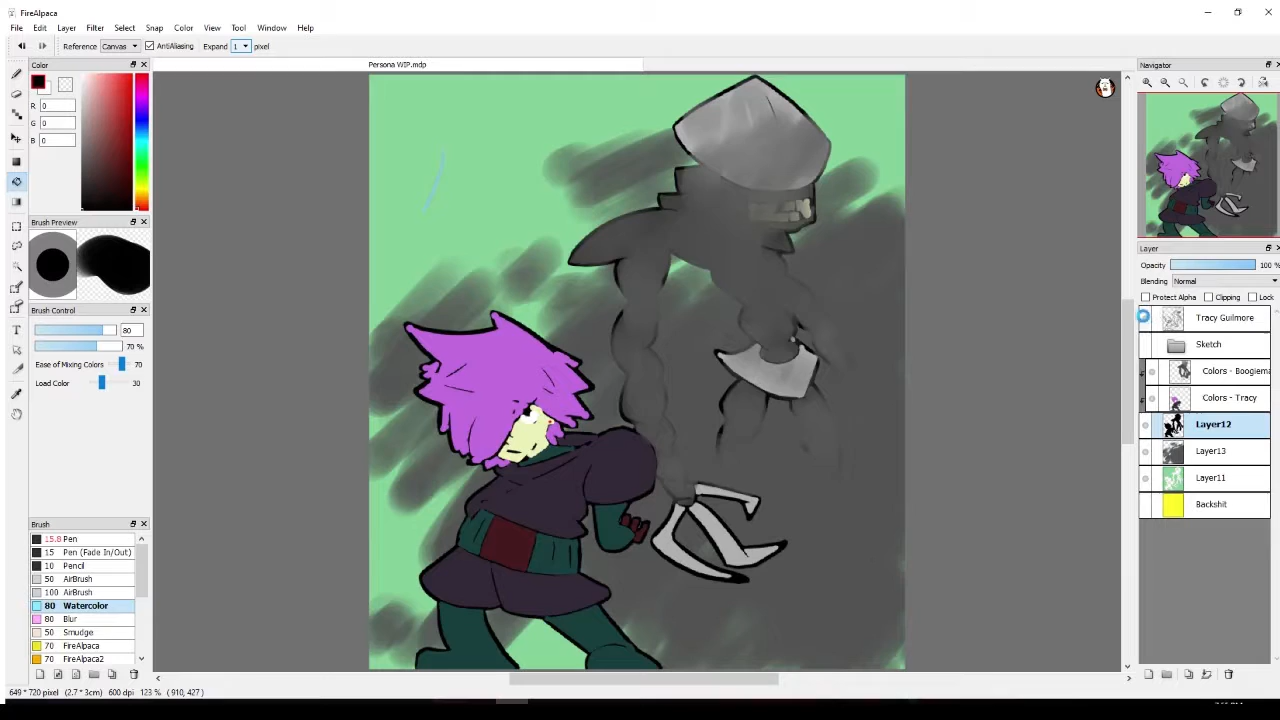 FireAlpaca
File Edit Layer Filter Select Snap Color View Tool Window Help
Reference Canvas AntiAliasing Expand 1 pixel
Color
Persona WIP.mdp
Navigator
R 0
G 0
B 0
Brush Preview
Layer
Opacity 100 %
Blending Normal
Protect Alpha Clipping Lock
Brush Control
80
70 %
Ease of Mixing Colors 70
Load Color 30
Tracy Guilmore
Sketch
Colors - Boogiema
Colors - Tracy
Layer12
Layer13
Layer11
Backshit
Brush
15.8 Pen
15 Pen (Fade In/Out)
10 Pencil
50 AirBrush
100 AirBrush
80 Watercolor
80 Blur
50 Smudge
70 FireAlpaca
70 FireAlpaca2
649 * 720 pixel (2.7 * 3cm) 600 dpi 123 % ( 910, 427 )